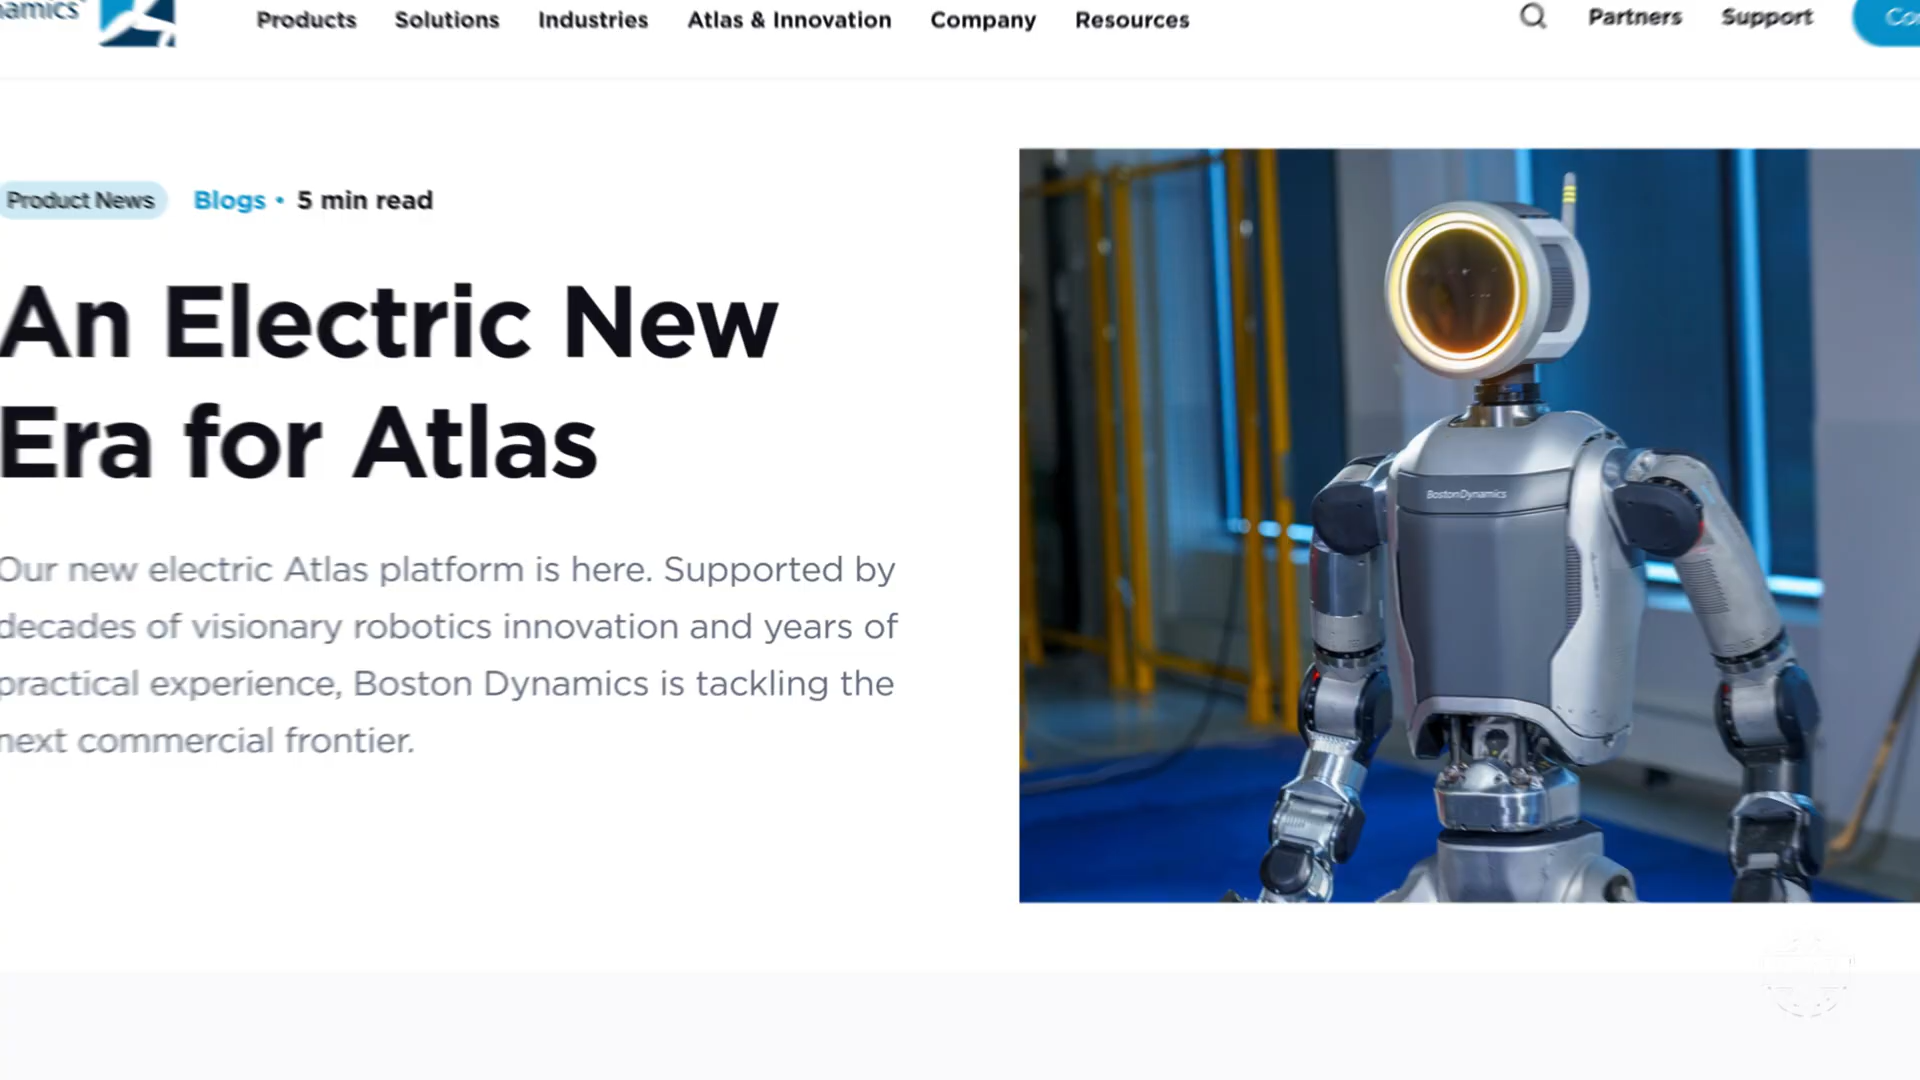 Products Solutions Industries Atlas & Innovation Company Resources Partners Support
Product News Blogs • 5 min read
An Electric New
Era for Atlas
Our new electric Atlas platform is here. Supported by
decades of visionary robotics innovation and years of
practical experience, Boston Dynamics is tackling the
next commercial frontier.
BostonDynamics